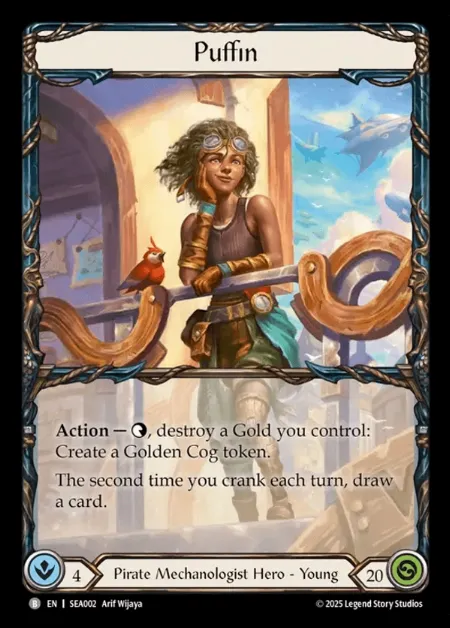 Puffin
Action — , destroy a Gold you control:
Create a Golden Cog token.
The second time you crank each turn, draw
a card.
4 Pirate Mechanologist Hero - Young 20
B EN | SEA002 Arif Wijaya © 2025 Legend Story Studios